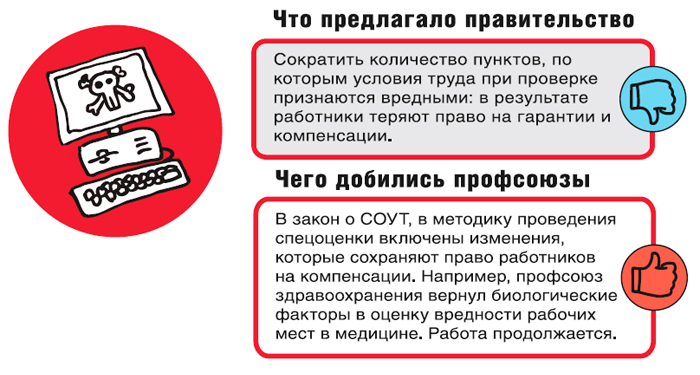 Что предлагало правительство
Сократить количество пунктов, по
которым условия труда при проверке
признаются вредными: в результате
работники теряют право на гарантии и
компенсации.
Чего добились профсоюзы
В закон о СОУТ, в методику проведения
спецоценки включены изменения,
которые сохраняют право работников
на компенсации. Например, профсоюз
здравоохранения вернул биологические
факторы в оценку вредности рабочих
мест в медицине. Работа продолжается.